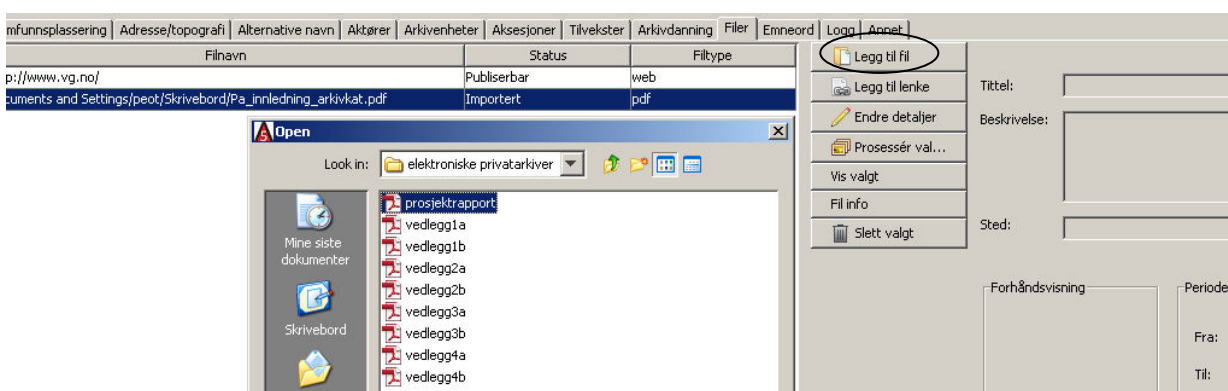 mfunnsplassering Adresse/topografi Alternative navn Aktører Arkivenheter Aksesjoner Tilvekster Arkivdanning Filer Emneord Logg Annet
Filnavn Status Filtype
p://www.vg.no/ Publiserbar web
cuments and Settings/peot/Skrivebord/Pa_innledning_arkivkat.pdf Importert pdf
Legg til fil
Legg til lenke
Endre detaljer
Prosessér val...
Vis valgt
Fil info
Slett valgt
Tittel:
Beskrivelse:
Sted:
Forhåndsvisning
Periode
Fra:
Til:
Open
Look in: elektroniske privatarkiver
Mine siste
dokumenter
Skrivebord
prosjektrapport
vedlegg1a
vedlegg1b
vedlegg2a
vedlegg2b
vedlegg3a
vedlegg3b
vedlegg4a
vedlegg4b